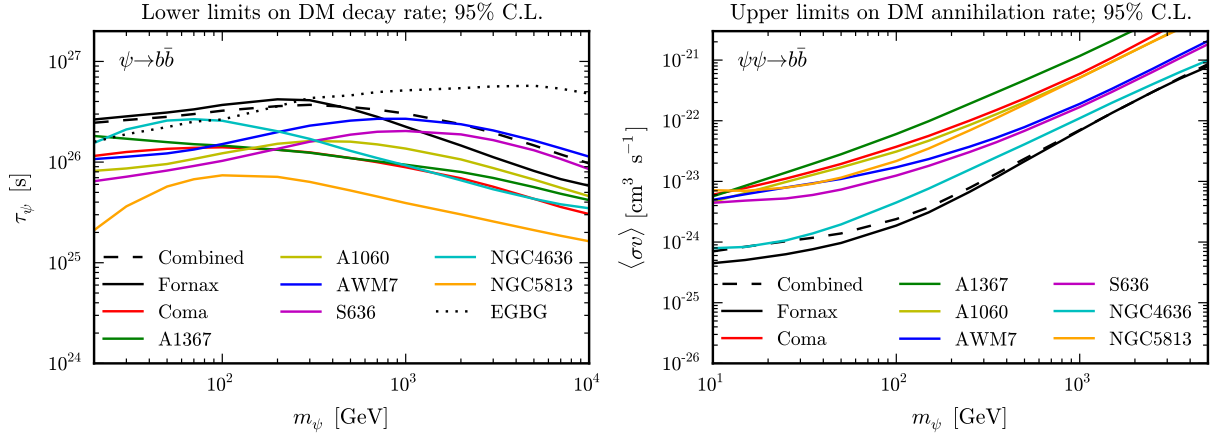 Lower limits on DM decay rate; 95% C.L.
10^27
10^26
10^25
10^24
τ_ψ [s]
ψ→bb̄
Combined
Fornax
Coma
A1367
A1060
AWM7
S636
NGC4636
NGC5813
EGBG
10^2
10^3
10^4
m_ψ [GeV]
Upper limits on DM annihilation rate; 95% C.L.
10^-21
10^-22
10^-23
10^-24
10^-25
10^-26
⟨σv⟩ [cm^3 s^-1]
ψψ→bb̄
Combined
Fornax
Coma
A1367
A1060
AWM7
S636
NGC4636
NGC5813
10^1
10^2
10^3
m_ψ [GeV]